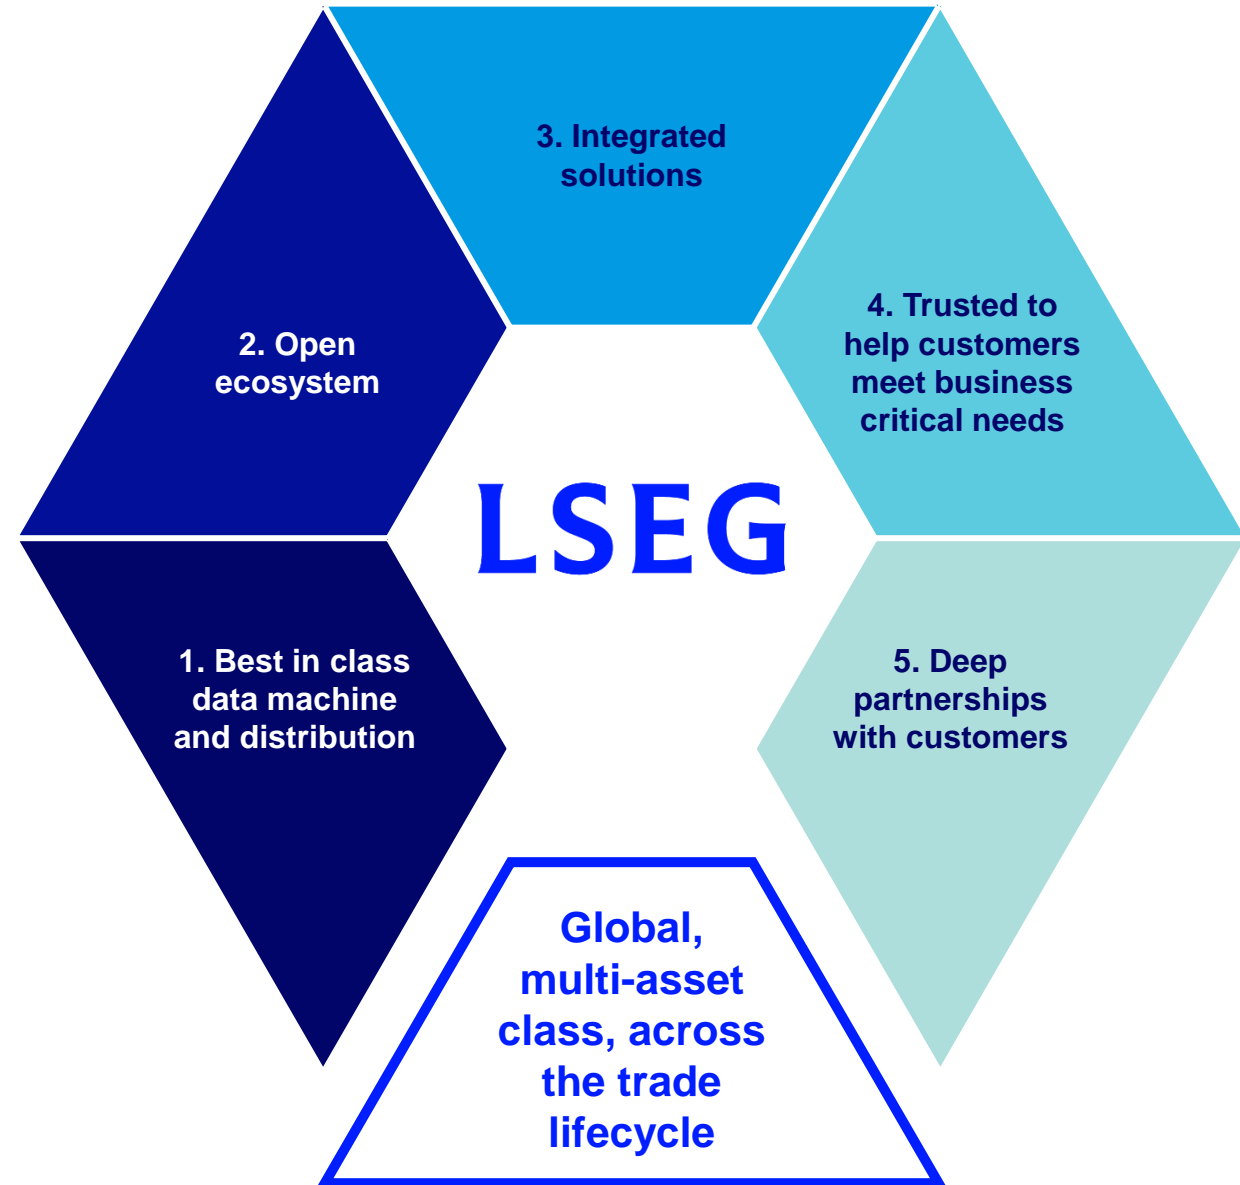 3. Integrated
solutions
2. Open
ecosystem
4. Trusted to
help customers
meet business
critical needs
LSEG
1. Best in class
data machine
and distribution
5. Deep
partnerships
with customers
Global,
multi-asset
class, across
the trade
lifecycle